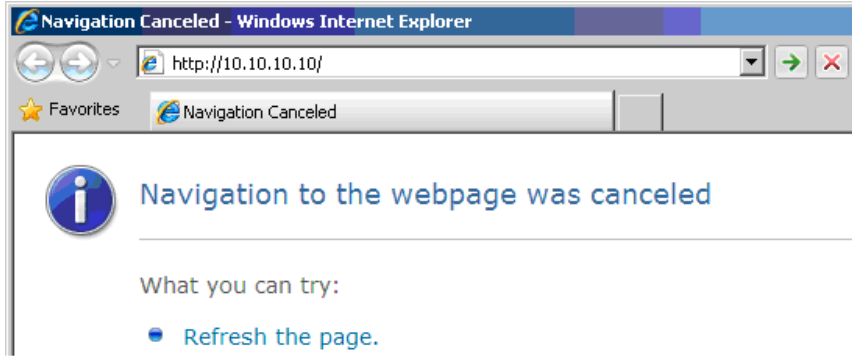 Navigation Canceled - Windows Internet Explorer
http://10.10.10.10/
Favorites
Navigation Canceled
Navigation to the webpage was canceled
What you can try:
Refresh the page.